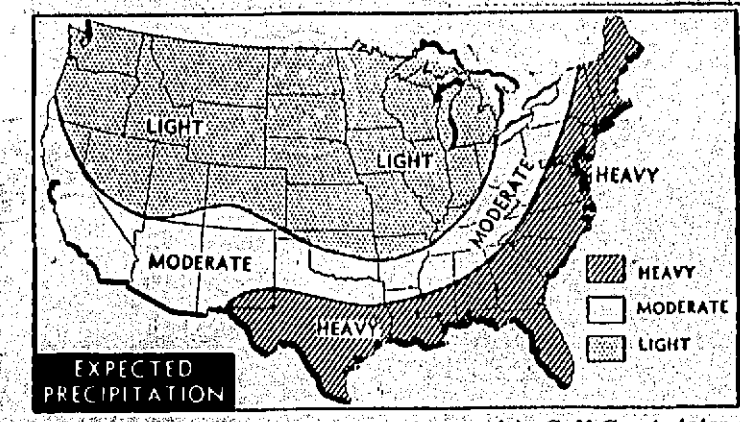 LIGHT
LIGHT
MODERATE
HEAVY
MODERATE
HEAVY
HEAVY
MODERATE
LIGHT
EXPECTED
PRECIPITATION